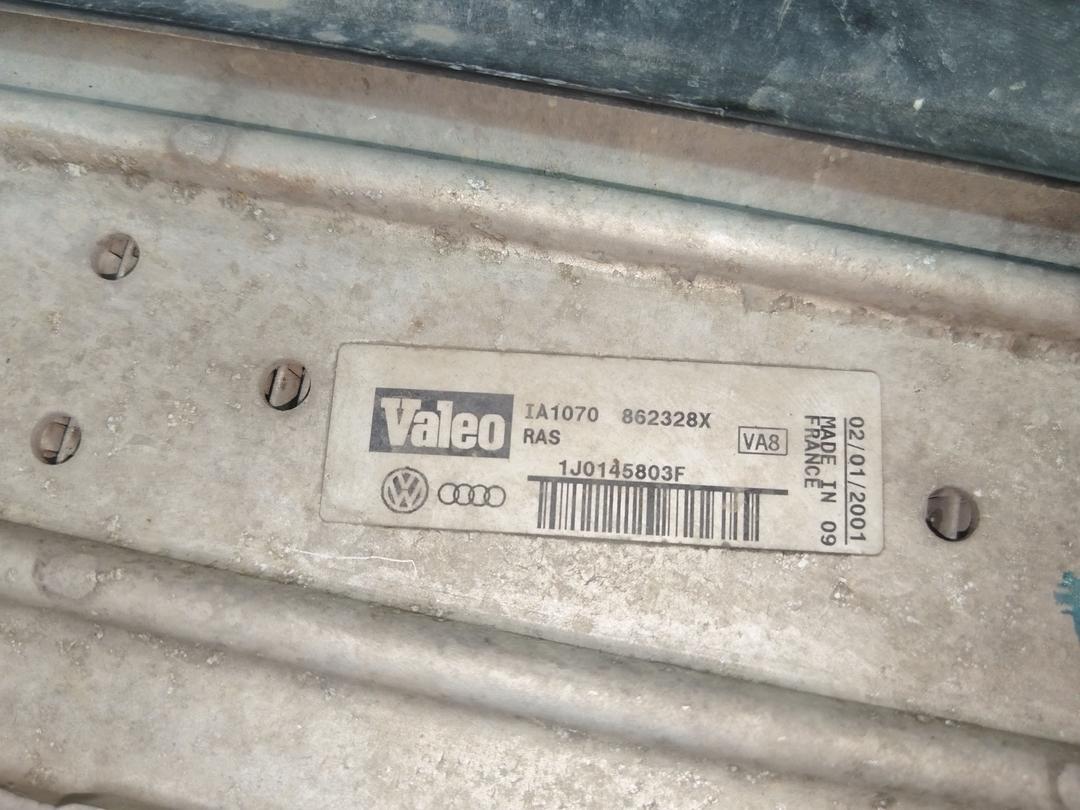 Valeo
IA1070 862328X
RAS
VA8
1J0145803F
02/01/2001
MADE IN 09
FRANCE